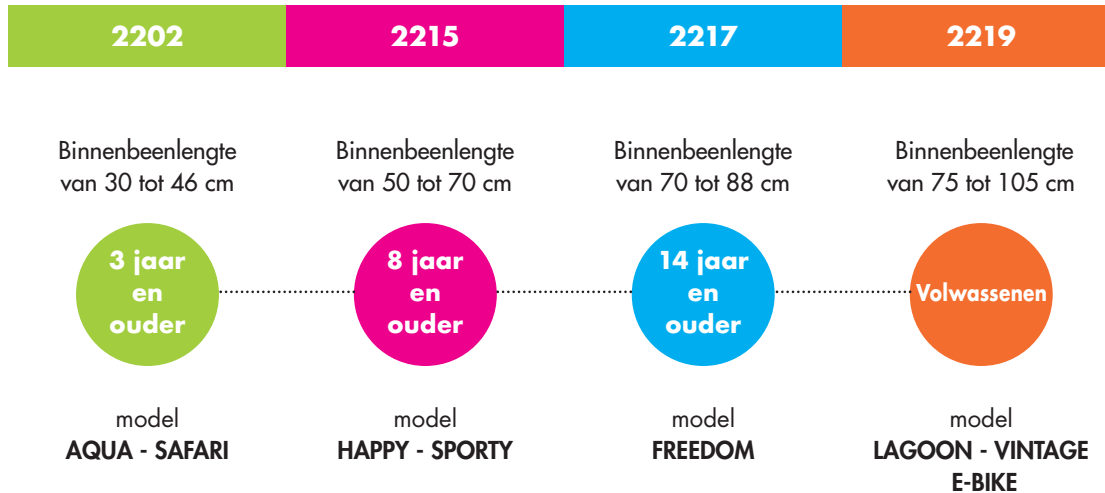 2202
2215
2217
2219
Binnenbeenlengte
van 30 tot 46 cm
Binnenbeenlengte
van 50 tot 70 cm
Binnenbeenlengte
van 70 tot 88 cm
Binnenbeenlengte
van 75 tot 105 cm
3 jaar
en
ouder
8 jaar
en
ouder
14 jaar
en
ouder
Volwassenen
model
AQUA - SAFARI
model
HAPPY - SPORTY
model
FREEDOM
model
LAGOON - VINTAGE
E-BIKE